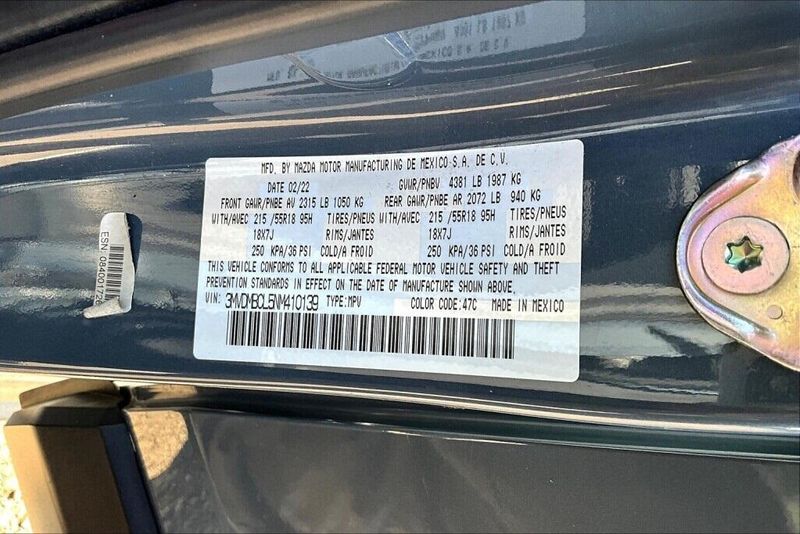 MFD. BY MAZDA MOTOR MANUFACTURING DE MEXICO S.A. DE C.V.
DATE 02/22 GVWR/PNBV 4381 LB 1987 KG
FRONT GAWR/PNBE AV 2315 LB 1050 KG REAR GAWR/PNBE AR 2072 LB 940 KG
WITH/AVEC 215 /55R18 95H TIRES/PNEUS WITH/AVEC 215 /55R18 95H TIRES/PNEUS
18X7J RIMS/JANTES 18X7J RIMS/JANTES
250 KPA/36 PSI COLD/A FROID 250 KPA/36 PSI COLD/A FROID
THIS VEHICLE CONFORMS TO ALL APPLICABLE FEDERAL MOTOR VEHICLE SAFETY AND THEFT
PREVENTION STANDARDS IN EFFECT ON THE DATE OF MANUFACTURE SHOWN ABOVE.
VIN: 3MVDMBCL5NM410139 TYPE:MPV COLOR CODE:47C MADE IN MEXICO
ESN: